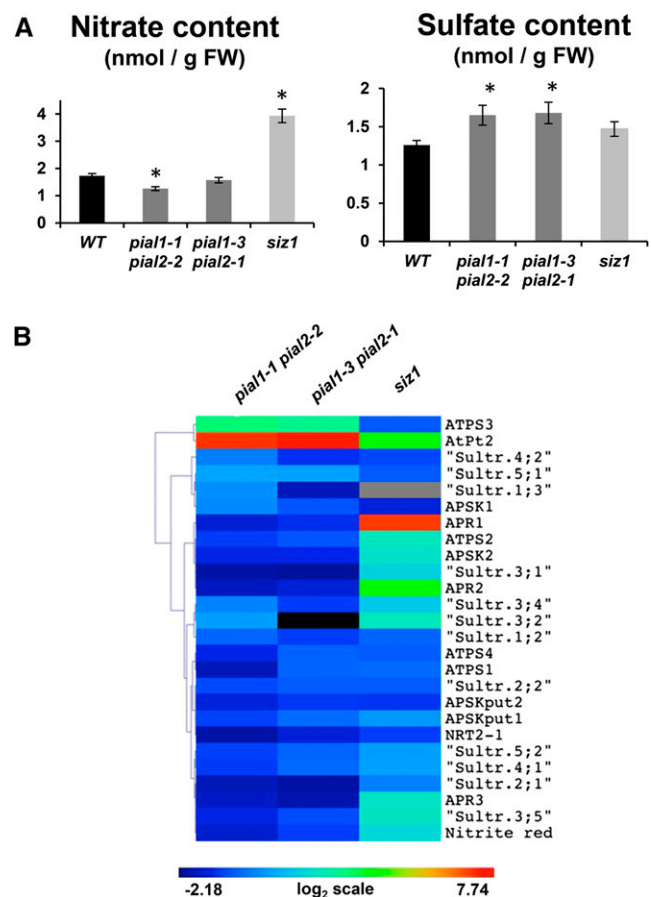 A
Nitrate content
(nmol / g FW)
4
3
2
1
0
*
*
WT
pial1-1
pial2-2
pial1-3
pial2-1
siz1
Sulfate content
(nmol / g FW)
2
1.5
1
0.5
0
*
*
WT
pial1-1
pial2-2
pial1-3
pial2-1
siz1
B
pial1-1 pial2-2
pial1-3 pial2-1
siz1
ATPS3
AtPt2
"Sultr.4;2"
"Sultr.5;1"
"Sultr.1;3"
APSK1
APR1
ATPS2
APSK2
"Sultr.3;1"
APR2
"Sultr.3;4"
"Sultr.3;2"
"Sultr.1;2"
ATPS4
ATPS1
"Sultr.2;2"
APSKput2
APSKput1
NRT2-1
"Sultr.5;2"
"Sultr.4;1"
"Sultr.2;1"
APR3
"Sultr.3;5"
Nitrite red
-2.18 log2 scale 7.74